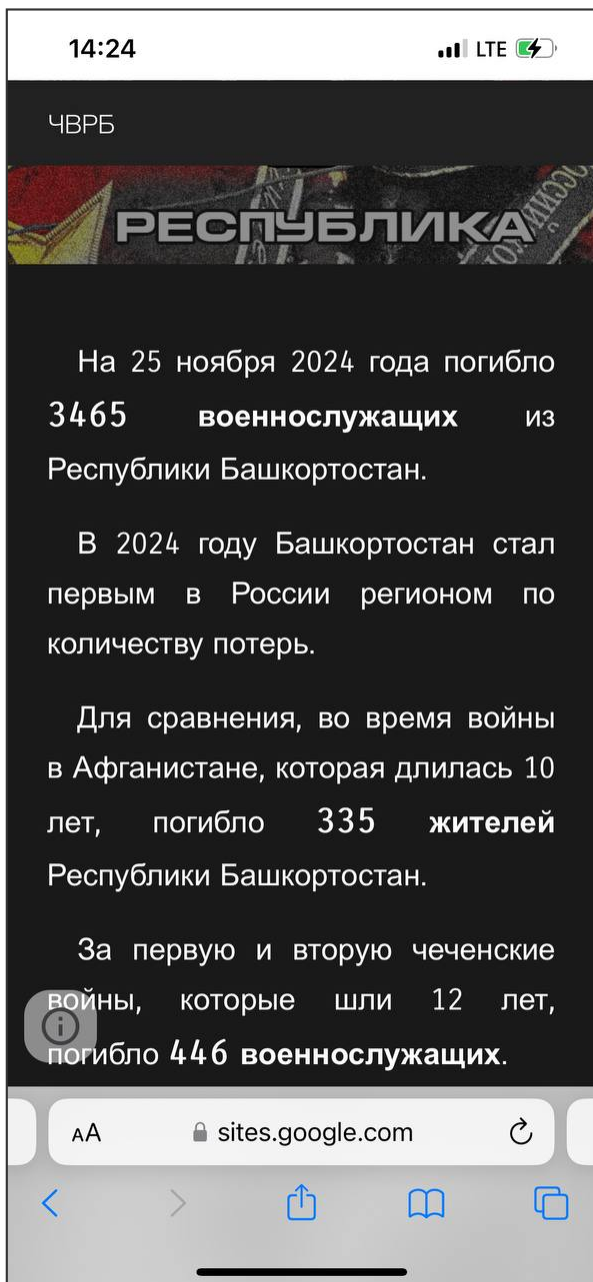 14:24
LTE
ЧВРБ
РЕСПУБЛИКА
На 25 ноября 2024 года погибло
3465 военнослужащих из
Республики Башкортостан.
В 2024 году Башкортостан стал
первым в России регионом по
количеству потерь.
Для сравнения, во время войны
в Афганистане, которая длилась 10
лет, погибло 335 жителей
Республики Башкортостан.
За первую и вторую чеченские
войны, которые шли 12 лет,
погибло 446 военнослужащих.
AA sites.google.com